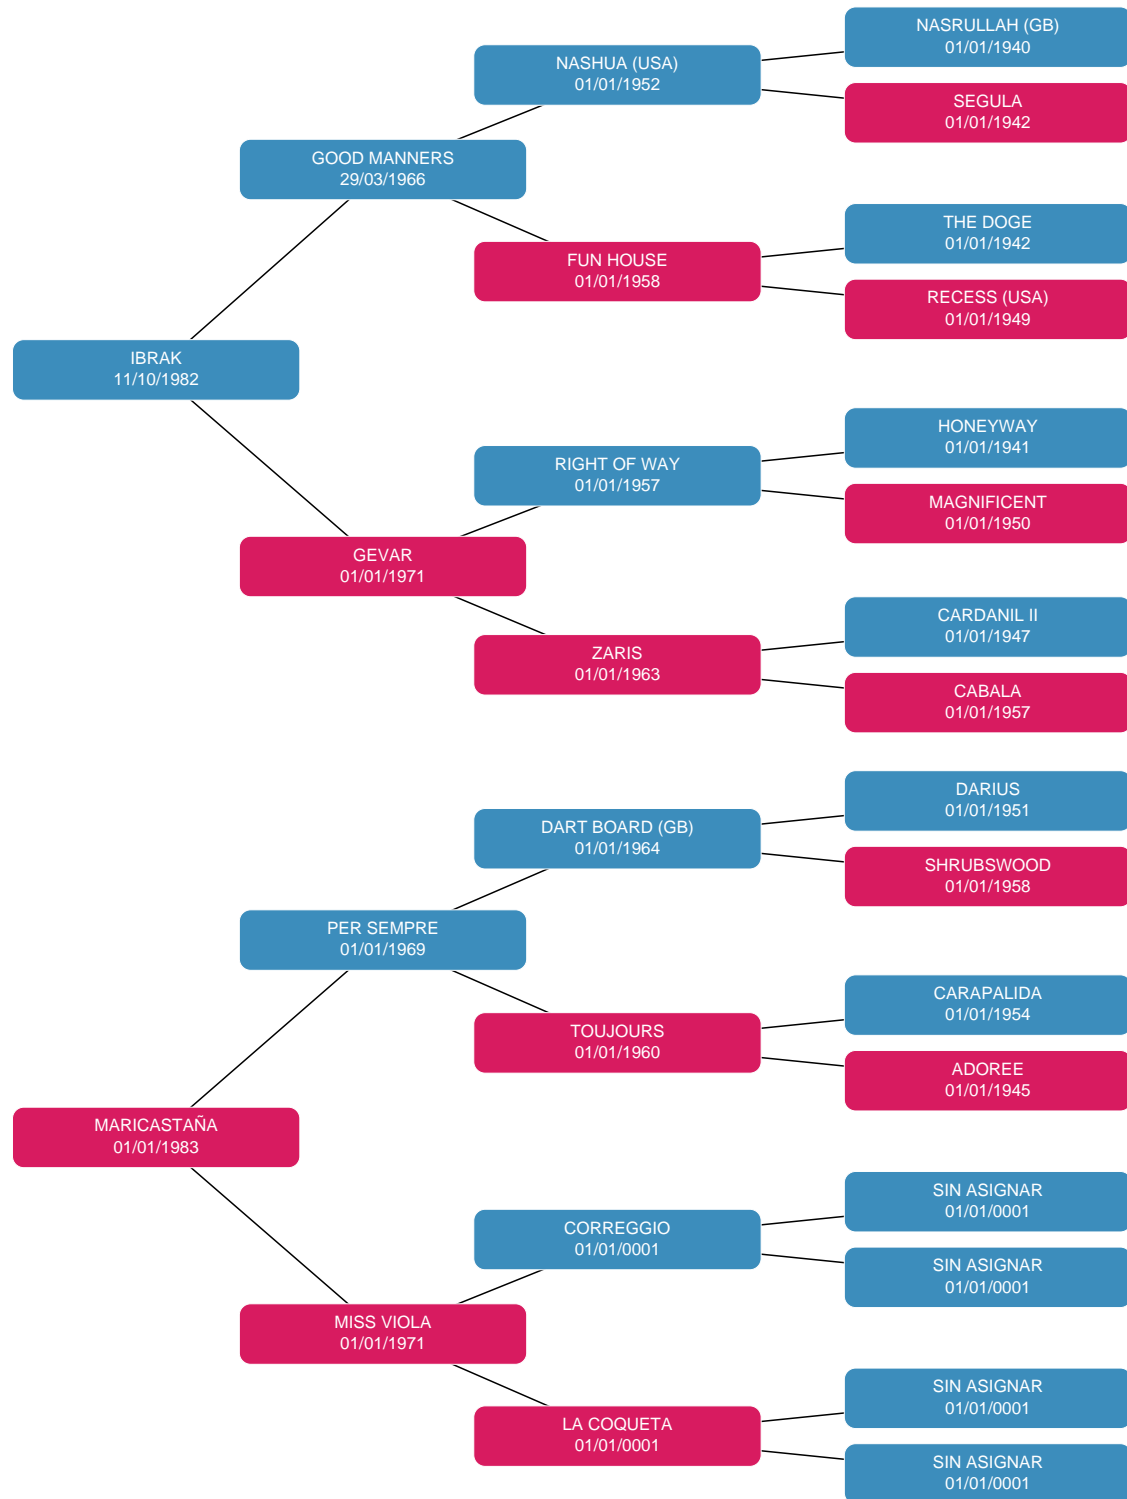 NASRULLAH (GB)
01/01/1940
NASHUA (USA)
01/01/1952
SEGULA
01/01/1942
GOOD MANNERS
29/03/1966
THE DOGE
01/01/1942
FUN HOUSE
01/01/1958
RECESS (USA)
01/01/1949
IBRAK
11/10/1982
HONEYWAY
01/01/1941
RIGHT OF WAY
01/01/1957
MAGNIFICENT
01/01/1950
GEVAR
01/01/1971
CARDANIL II
01/01/1947
ZARIS
01/01/1963
CABALA
01/01/1957
DARIUS
01/01/1951
DART BOARD (GB)
01/01/1964
SHRUBSWOOD
01/01/1958
PER SEMPRE
01/01/1969
CARAPALIDA
01/01/1954
TOUJOURS
01/01/1960
ADOREE
01/01/1945
MARICASTAÑA
01/01/1983
SIN ASIGNAR
01/01/0001
CORREGGIO
01/01/0001
SIN ASIGNAR
01/01/0001
MISS VIOLA
01/01/1971
SIN ASIGNAR
01/01/0001
LA COQUETA
01/01/0001
SIN ASIGNAR
01/01/0001